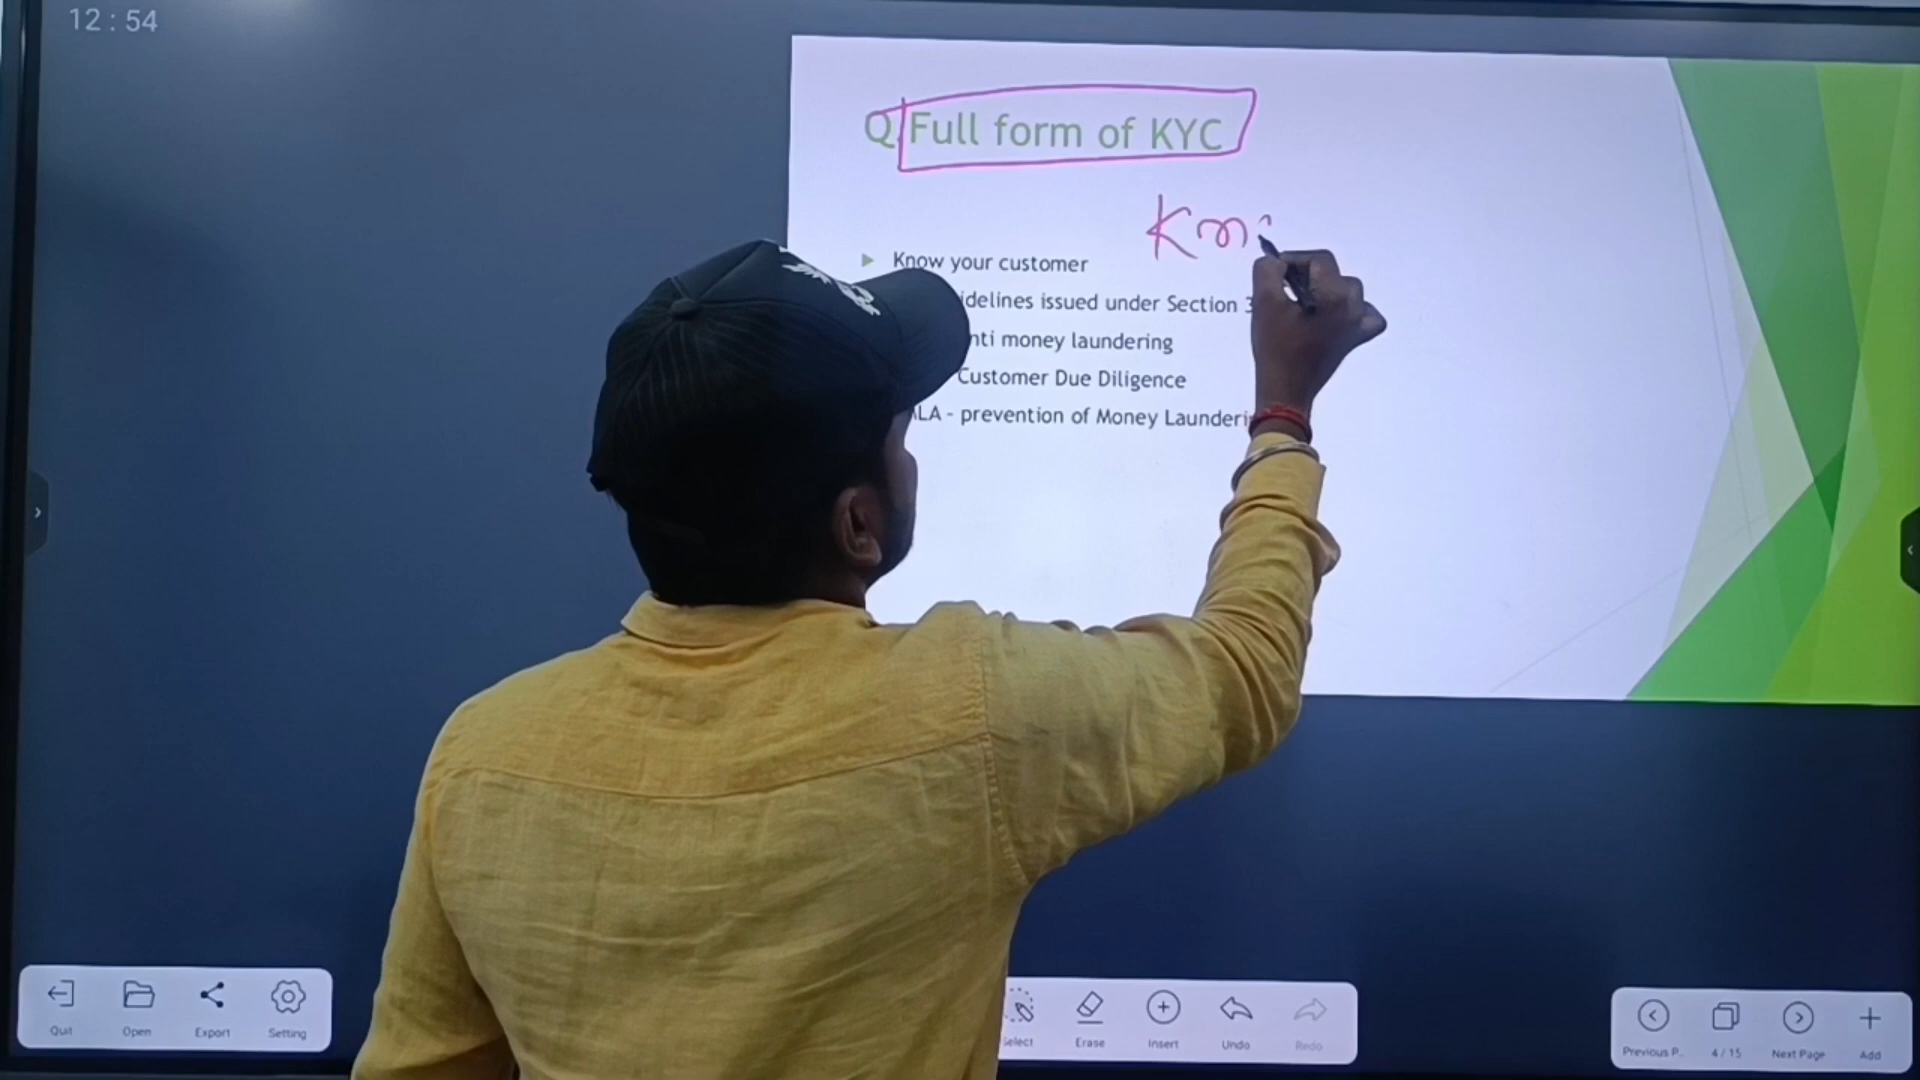 12 : 54
Q.Full form of KYC
Know your customer
idelines issued under Section 3
nti money laundering
Customer Due Diligence
LA - prevention of Money Launderi
Quit
Open
Export
Setting
Select
Erase
Insert
Undo
Redo
Previous P..
4 / 15
Next Page
Add